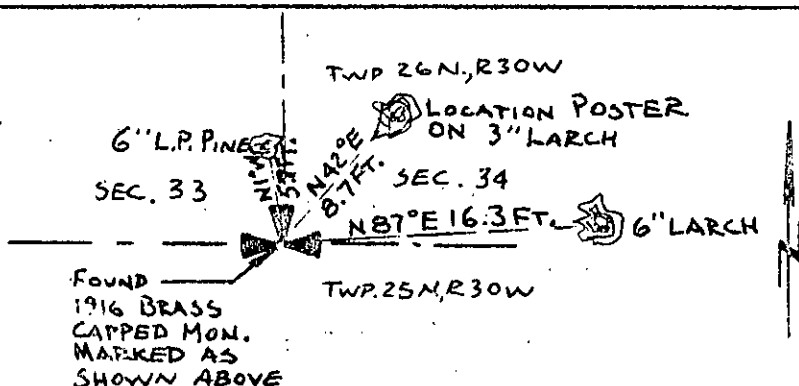 TWP 26N., R30W
LOCATION POSTER
ON 3" LARCH
6" L.P. PINE
N1°W
N42°E
8.7 FT.
SEC. 33
SEC. 34
N87°E 16.3 FT.
6" LARCH
FOUND
1916 BRASS
CAPPED MON.
MARKED AS
SHOWN ABOVE
TWP. 25N, R30W